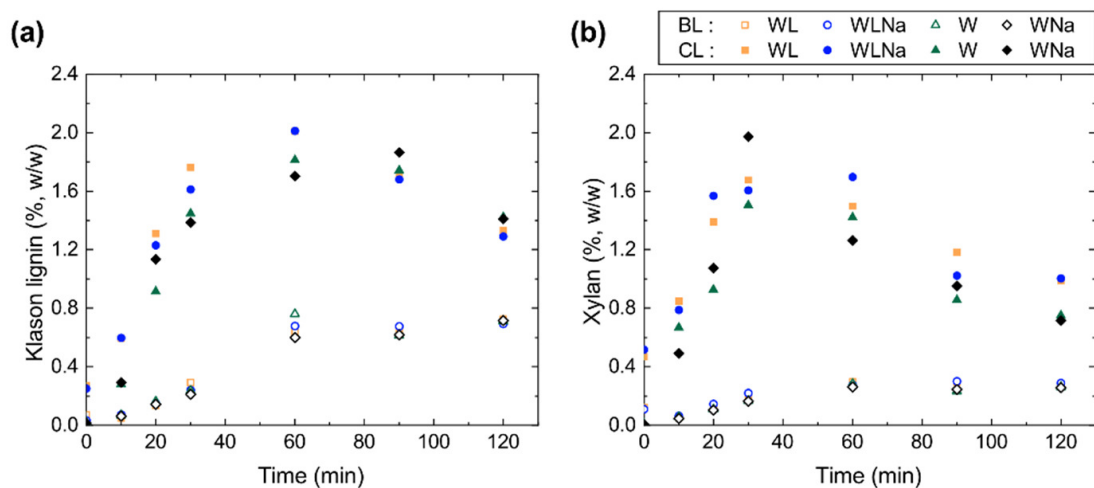 (a)
(b)
BL : WL WLNa W WNa
CL : WL WLNa W WNa
2.4
2.0
1.6
1.2
0.8
0.4
0.0
Klason lignin (%, w/w)
0 20 40 60 80 100 120
Time (min)
2.4
2.0
1.6
1.2
0.8
0.4
0.0
Xylan (%, w/w)
0 20 40 60 80 100 120
Time (min)